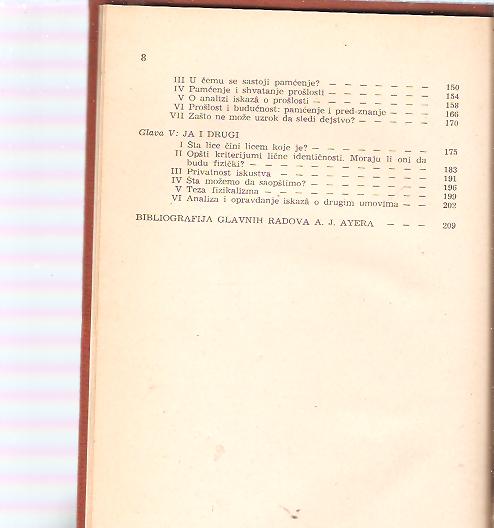 8
III U čemu se sastoji pamćenje? — — — — — — — 150
IV Pamćenje i shvatanje prošlosti — — — — — — 154
V O analizi iskazâ o prošlosti — — — — — — — 158
VI Prošlost i budućnost: pamćenje i pred-znanje — — — 166
VII Zašto ne može uzrok da sledi dejstvo? — — — — — 170
Glava V: JA I DRUGI
I Šta lice čini licem koje je? — — — — — — — 175
II Opšti kriterijumi lične identičnosti. Moraju li oni da
budu fizički? — — — — — — — — — — 183
III Privatnost iskustva — — — — — — — — — 191
IV Šta možemo da saopštimo? — — — — — — — 196
V Teza fizikalizma — — — — — — — — — 199
VI Analiza i opravdanje iskazâ o drugim umovima — — 202
BIBLIOGRAFIJA GLAVNIH RADOVA A. J. AYERA — — — 209